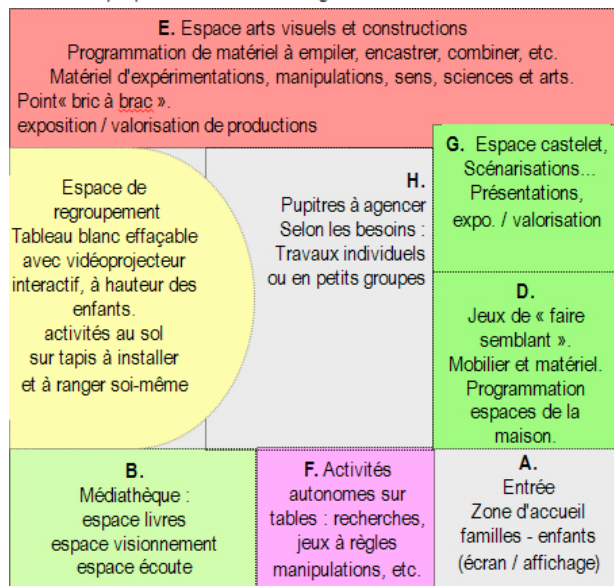 E. Espace arts visuels et constructions
Programmation de matériel à empiler, encastrer, combiner, etc.
Matériel d'expérimentations, manipulations, sens, sciences et arts.
Point« bric à brac ».
exposition / valorisation de productions
G. Espace castelet,
Scénarisations...
Présentations,
expo. / valorisation
Espace de
regroupement
Tableau blanc effaçable
avec vidéoprojecteur
interactif, à hauteur des
enfants.
activités au sol
sur tapis à installer
et à ranger soi-même
H.
Pupitres à agencer
Selon les besoins :
Travaux individuels
ou en petits groupes
D.
Jeux de « faire
semblant ».
Mobilier et matériel.
Programmation
espaces de la
maison.
B.
Médiathèque :
espace livres
espace visionnement
espace écoute
F. Activités
autonomes sur
tables : recherches,
jeux à règles
manipulations, etc.
A.
Entrée
Zone d'accueil
familles - enfants
(écran / affichage)